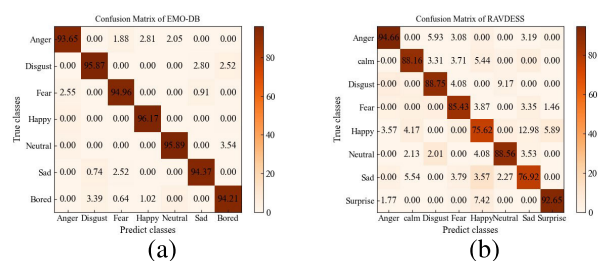 Confusion Matrix of EMO-DB
Anger 93.65 0.00 1.88 2.81 2.05 0.00 0.00
Disgust 0.00 95.87 0.00 0.00 0.00 2.80 2.52
Fear 2.55 0.00 94.96 0.00 0.00 0.91 0.00
Happy 0.00 0.00 0.00 96.17 0.00 0.00 0.00
Neutral 0.00 0.00 0.00 0.00 95.89 0.00 3.54
Sad 0.00 0.74 2.52 0.00 0.00 94.37 0.00
Bored 0.00 3.39 0.64 1.02 0.00 0.00 94.21
Anger Disgust Fear Happy Neutral Sad Bored
Predict classes
True classes
80
60
40
20
0
(a)
Confusion Matrix of RAVDESS
Anger 94.66 0.00 5.93 3.08 0.00 0.00 3.19 0.00
calm 0.00 88.16 3.31 3.71 5.44 0.00 0.00 0.00
Disgust 0.00 0.00 88.75 4.08 0.00 9.17 0.00 0.00
Fear 0.00 0.00 0.00 85.43 3.87 0.00 3.35 1.46
Happy 3.57 4.17 0.00 0.00 75.62 0.00 12.98 5.89
Neutral 0.00 2.13 2.01 0.00 4.08 88.56 3.53 0.00
Sad 0.00 5.54 0.00 3.79 3.57 2.27 76.92 0.00
Surprise 1.77 0.00 0.00 0.00 7.42 0.00 0.00 92.65
Anger calm Disgust Fear Happy Neutral Sad Surprise
Predict classes
True classes
80
60
40
20
0
(b)